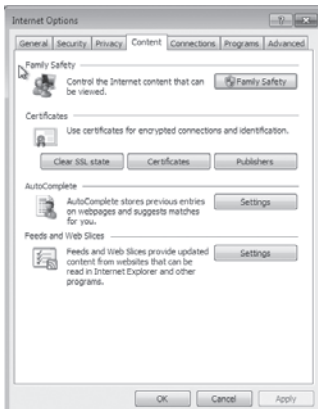 Internet Options
General Security Privacy Content Connections Programs Advanced
Family Safety
Control the Internet content that can be viewed.
Family Safety
Certificates
Use certificates for encrypted connections and identification.
Clear SSL state Certificates Publishers
AutoComplete
AutoComplete stores previous entries
on webpages and suggests matches
for you.
Settings
Feeds and Web Slices
Feeds and Web Slices provide updated
content from websites that can be
read in Internet Explorer and other
programs.
Settings
OK Cancel Apply